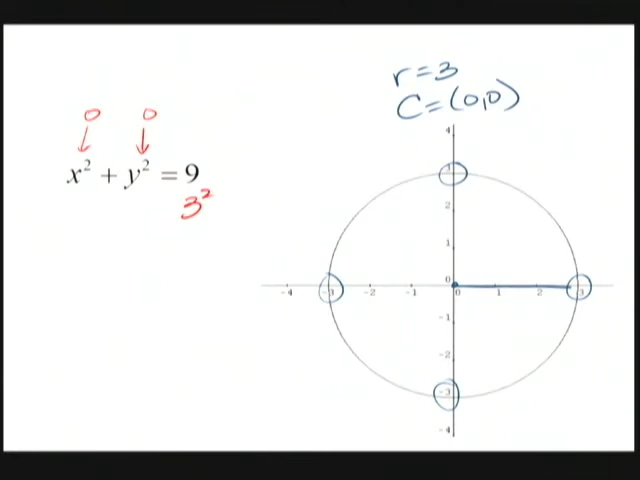 r=3
C=(0,0)
0 0
x² + y² = 9
3²
4
3
2
1
0
-4 -3 -2 -1 0 1 2 3
-1
-2
-3
-4